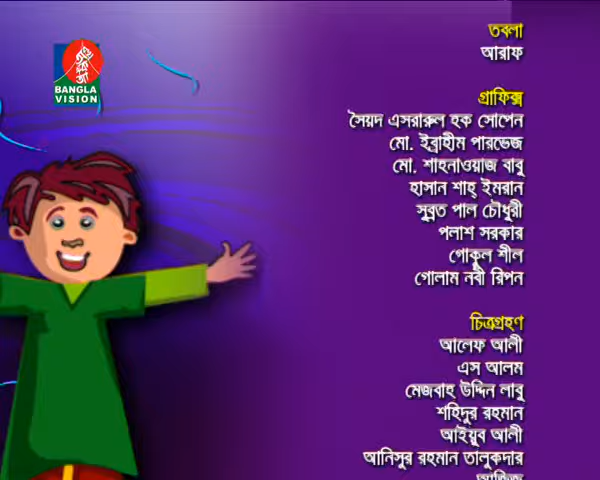 BANGLA
VISION
তবলা
আরাফ
গ্রাফিক্স
সৈয়দ এসরারুল হক সোপেন
মো. ইব্রাহীম পারভেজ
মো. শাহনাওয়াজ বাবু
হাসান শাহ্ ইমরান
সুব্রত পাল চৌধুরী
পলাশ সরকার
গোকুল শীল
গোলাম নবী রিপন
চিত্রগ্রহণ
আলেফ আলী
এস আলম
মেজবাহ উদ্দিন লাবু
শহিদুর রহমান
আইয়ুব আলী
আনিসুর রহমান তালুকদার